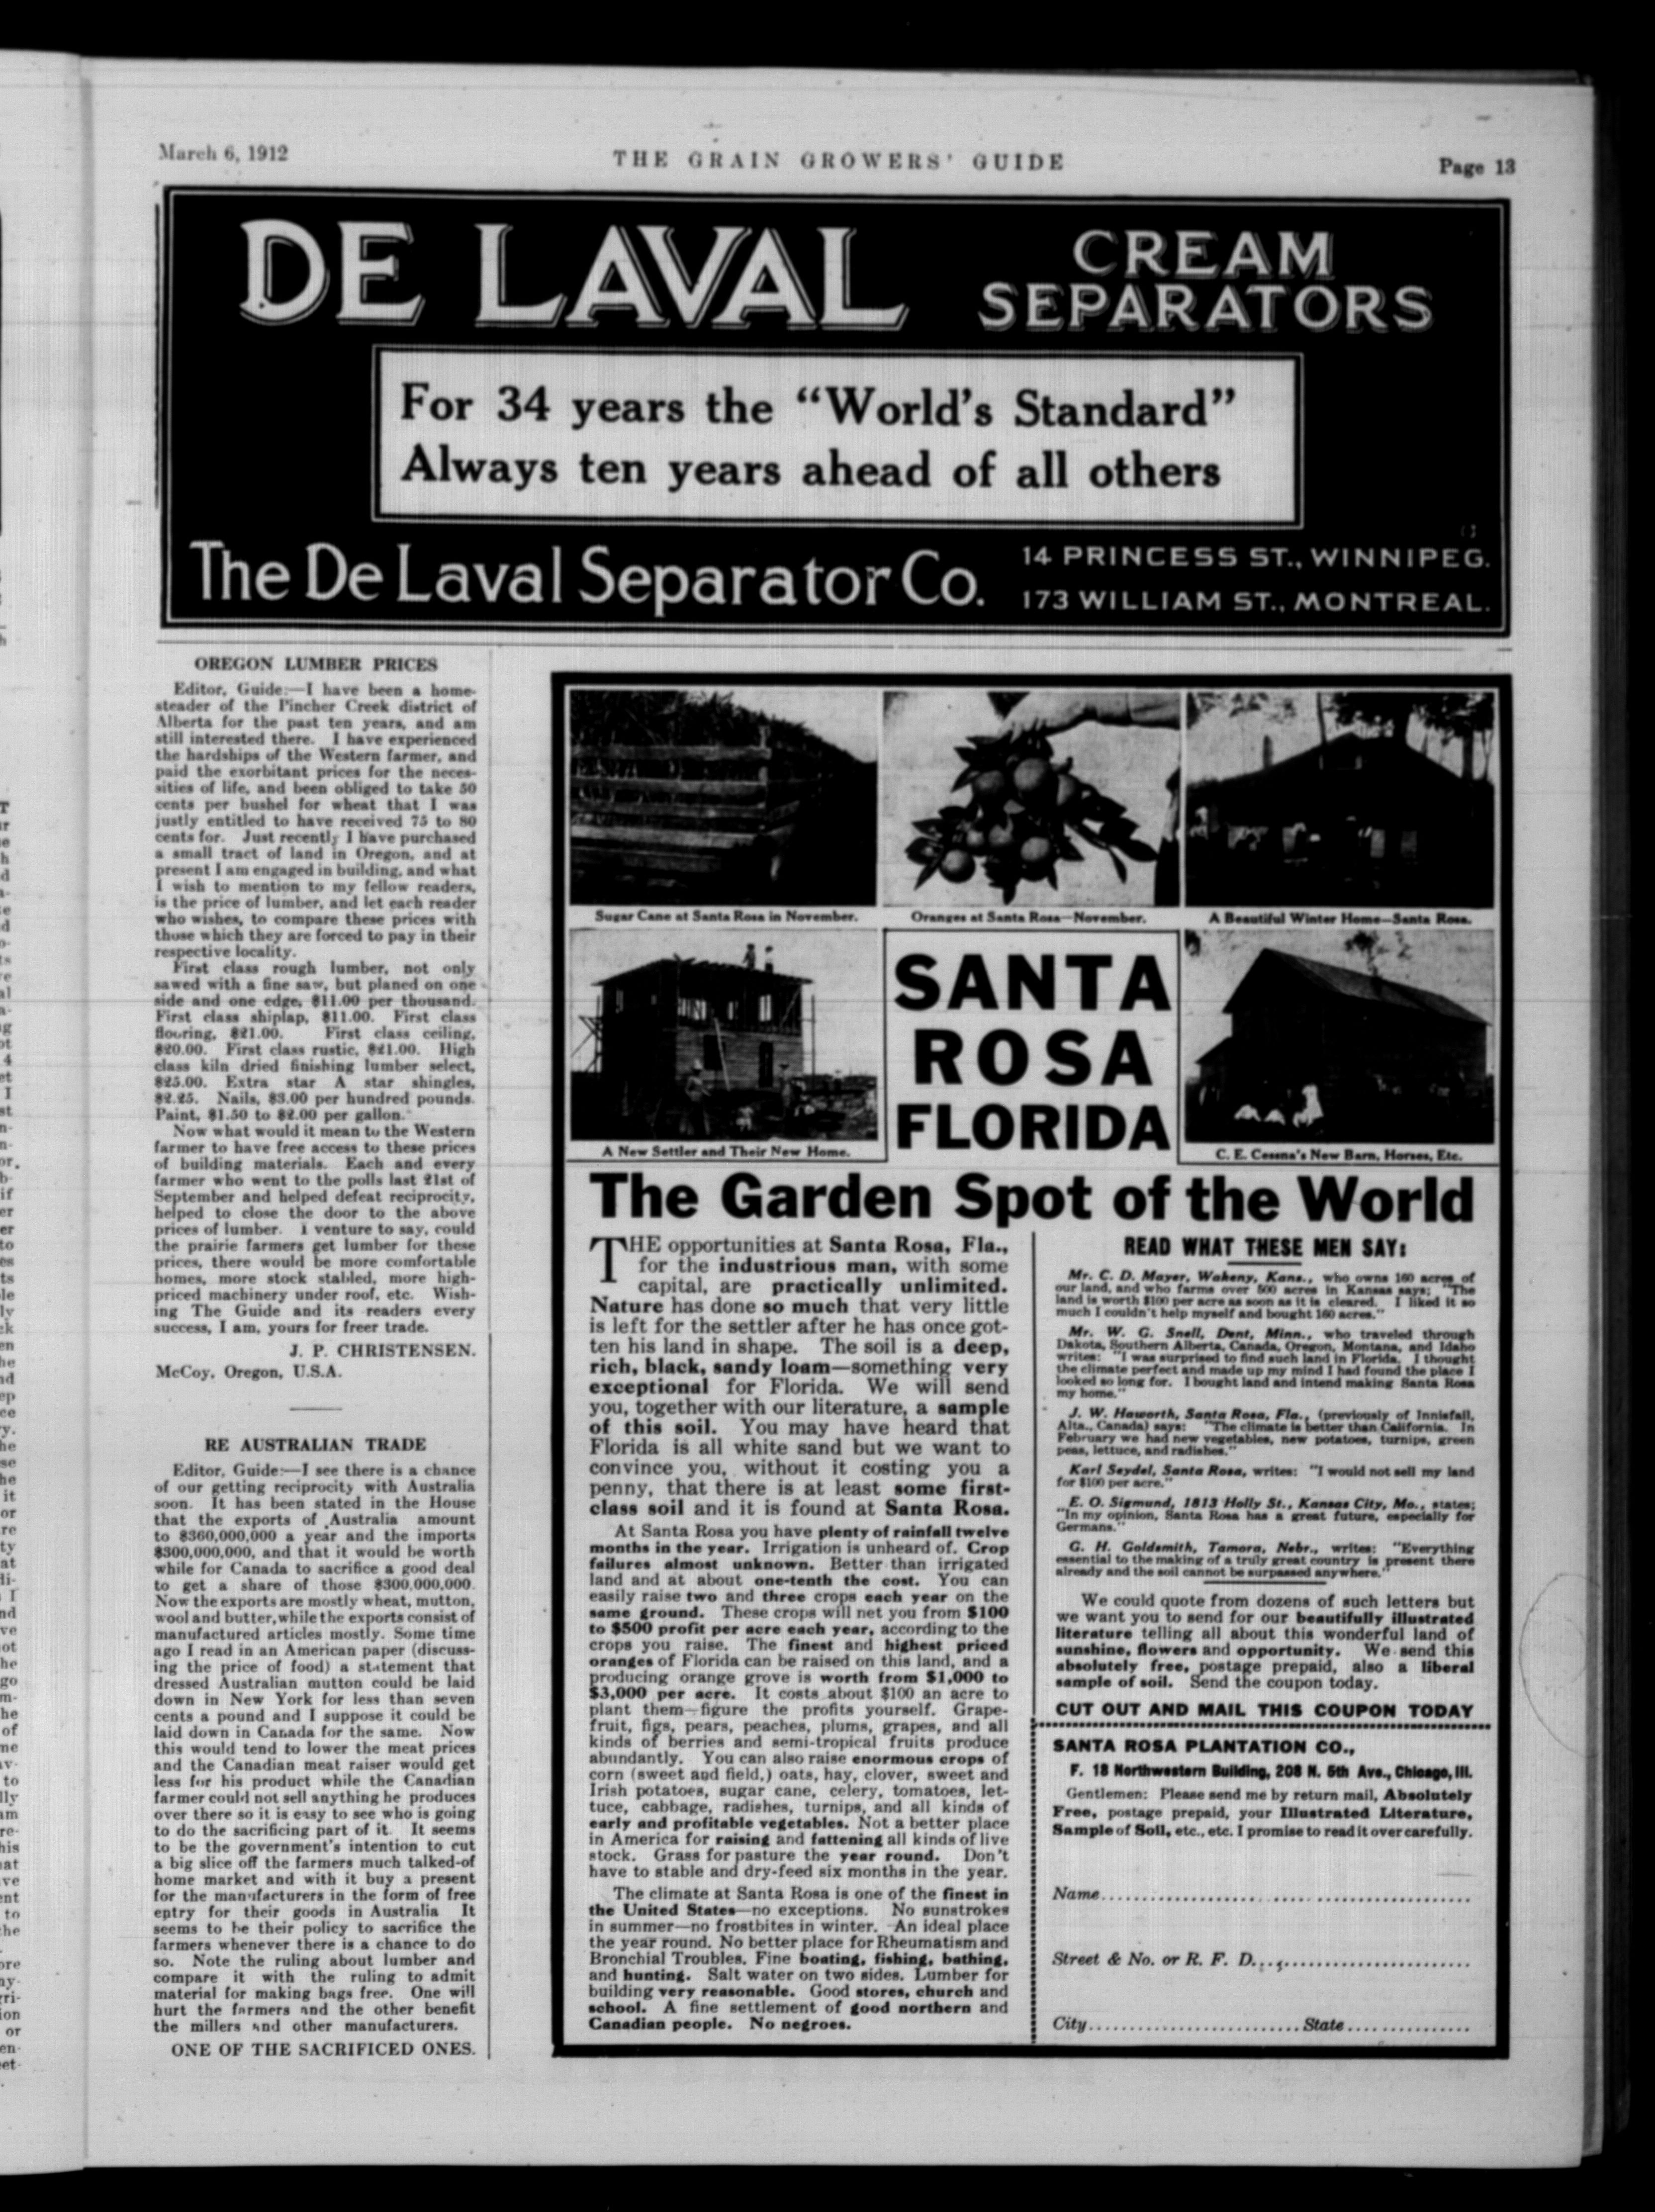 March 6, 1912
THE GRAIN GROWERS' GUIDE
Page 13
DE LAVAL
CREAM
SEPARATORS
For 34 years the “World's Standard”
Always ten years ahead of all others
The De Laval Separator Co.
14 PRINCESS ST., WINNIPEG.
173 WILLIAM ST., MONTREAL.
OREGON LUMBER PRICES
Editor, Guide:—I have been a home-
steader of the Pincher Creek district of
Alberta for the past ten years, and am
still interested there. I have experienced
the hardships of the Western farmer, and
paid the exorbitant prices for the neces-
sities of life, and been obliged to take 50
cents per bushel for wheat that I was
justly entitled to have received 75 to 80
cents for. Just recently I have purchased
a small tract of land in Oregon, and at
present I am engaged in building, and what
I wish to mention to my fellow readers,
is the price of lumber, and let each reader
who wishes, to compare these prices with
those which they are forced to pay in their
respective locality.
First class rough lumber, not only
sawed with a fine saw, but planed on one
side and one edge, $11.00 per thousand.
First class shiplap, $11.00. First class
flouring, $21.00. First class ceiling,
$20.00. First class rustic, $21.00. High
class kiln dried finishing lumber select,
$25.00. Extra star A star shingles,
$2.25. Nails, $3.00 per hundred pounds.
Paint, $1.50 to $2.00 per gallon.
Now what would it mean to the Western
farmer to have free access to these prices
of building materials. Each and every
farmer who went to the polls last 21st of
September and helped defeat reciprocity,
helped to close the door to the above
prices of lumber. I venture to say, could
the prairie farmers get lumber for these
prices, there would be more comfortable
homes, more stock stabled, more high-
priced machinery under roof, etc. Wish-
ing The Guide and its readers every
success, I am, yours for freer trade.
J. P. CHRISTENSEN.
McCoy, Oregon, U.S.A.
RE AUSTRALIAN TRADE
Editor, Guide:—I see there is a chance
of our getting reciprocity with Australia
soon. It has been stated in the House
that the exports of Australia amount
to $360,000,000 a year and the imports
$300,000,000, and that it would be worth
while for Canada to sacrifice a good deal
to get a share of those $300,000,000.
Now the exports are mostly wheat, mutton,
wool and butter, while the exports consist of
manufactured articles mostly. Some time
ago I read in an American paper (discuss-
ing the price of food) a statement that
dressed Australian mutton could be laid
down in New York for less than seven
cents a pound and I suppose it could be
laid down in Canada for the same. Now
this would tend to lower the meat prices
and the Canadian meat raiser would get
less for his product while the Canadian
farmer could not sell anything he produces
over there so it is easy to see who is going
to do the sacrificing part of it. It seems
to be the government's intention to cut
a big slice off the farmers much talked-of
home market and with it buy a present
for the manufacturers in the form of free
entry for their goods in Australia It
seems to be their policy to sacrifice the
farmers whenever there is a chance to do
so. Note the ruling about lumber and
compare it with the ruling to admit
material for making bags free. One will
hurt the farmers and the other benefit
the millers and other manufacturers.
ONE OF THE SACRIFICED ONES.
Sugar Cane at Santa Rosa in November.
Oranges at Santa Rosa—November.
A Beautiful Winter Home—Santa Rosa.
A New Settler and Their New Home.
SANTA
ROSA
FLORIDA
C. E. Cessna's New Barn, Horses, Etc.
The Garden Spot of the World
THE opportunities at Santa Rosa, Fla.,
for the industrious man, with some
capital, are practically unlimited.
Nature has done so much that very little
is left for the settler after he has once got-
ten his land in shape. The soil is a deep,
rich, black, sandy loam—something very
exceptional for Florida. We will send
you, together with our literature, a sample
of this soil. You may have heard that
Florida is all white sand but we want to
convince you, without it costing you a
penny, that there is at least some first-
class soil and it is found at Santa Rosa.
At Santa Rosa you have plenty of rainfall twelve
months in the year. Irrigation is unheard of. Crop
failures almost unknown. Better than irrigated
land and at about one-tenth the cost. You can
easily raise two and three crops each year on the
same ground. These crops will net you from $100
to $500 profit per acre each year, according to the
crops you raise. The finest and highest priced
oranges of Florida can be raised on this land, and a
producing orange grove is worth from $1,000 to
$3,000 per acre. It costs about $100 an acre to
plant them—figure the profits yourself. Grape-
fruit, figs, pears, peaches, plums, grapes, and all
kinds of berries and semi-tropical fruits produce
abundantly. You can also raise enormous crops of
corn (sweet and field,) oats, hay, clover, sweet and
Irish potatoes, sugar cane, celery, tomatoes, let-
tuce, cabbage, radishes, turnips, and all kinds of
early and profitable vegetables. Not a better place
in America for raising and fattening all kinds of live
stock. Grass for pasture the year round. Don't
have to stable and dry-feed six months in the year.
The climate at Santa Rosa is one of the finest in
the United States—no exceptions. No sunstrokes
in summer—no frostbites in winter. An ideal place
the year round. No better place for Rheumatism and
Bronchial Troubles. Fine boating, fishing, bathing,
and hunting. Salt water on two sides. Lumber for
building very reasonable. Good stores, church and
school. A fine settlement of good northern and
Canadian people. No negroes.
READ WHAT THESE MEN SAY:
Mr. C. D. Mayer, Wakeny, Kans., who owns 160 acres of
our land, and who farms over 500 acres in Kansas says; "The
land is worth $100 per acre as soon as it is cleared. I liked it so
much I couldn't help myself and bought 160 acres."
Mr. W. G. Snell, Dent, Minn., who traveled through
Dakota, Southern Alberta, Canada, Oregon, Montana, and Idaho
writes: "I was surprised to find such land in Florida. I thought
the climate perfect and made up my mind I had found the place I
looked so long for. I bought land and intend making Santa Rosa
my home."
J. W. Haworth, Santa Rosa, Fla., (previously of Innisfail,
Alta., Canada) says: "The climate is better than California. In
February we had new vegetables, new potatoes, turnips, green
peas, lettuce, and radishes."
Karl Seydel, Santa Rosa, writes: "I would not sell my land
for $100 per acre."
E. O. Sigmund, 1813 Holly St., Kansas City, Mo., states;
"In my opinion, Santa Rosa has a great future, especially for
Germans."
G. H. Goldsmith, Tamora, Nebr., writes: "Everything
essential to the making of a truly great country is present there
already and the soil cannot be surpassed anywhere."
We could quote from dozens of such letters but
we want you to send for our beautifully illustrated
literature telling all about this wonderful land of
sunshine, flowers and opportunity. We send this
absolutely free, postage prepaid, also a liberal
sample of soil. Send the coupon today.
CUT OUT AND MAIL THIS COUPON TODAY
SANTA ROSA PLANTATION CO.,
F. 18 Northwestern Building, 208 N. 5th Ave., Chicago, Ill.
Gentlemen: Please send me by return mail, Absolutely
Free, postage prepaid, your Illustrated Literature,
Sample of Soil, etc., etc. I promise to read it over carefully.
Name
Street & No. or R. F. D.
City State